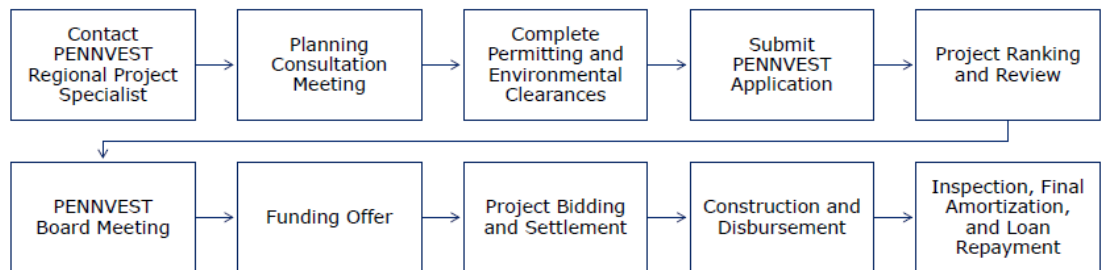 Contact
PENNVEST
Regional Project
Specialist
Planning
Consultation
Meeting
Complete
Permitting and
Environmental
Clearances
Submit
PENNVEST
Application
Project Ranking
and Review
PENNVEST
Board Meeting
Funding Offer
Project Bidding
and Settlement
Construction and
Disbursement
Inspection, Final
Amortization,
and Loan
Repayment